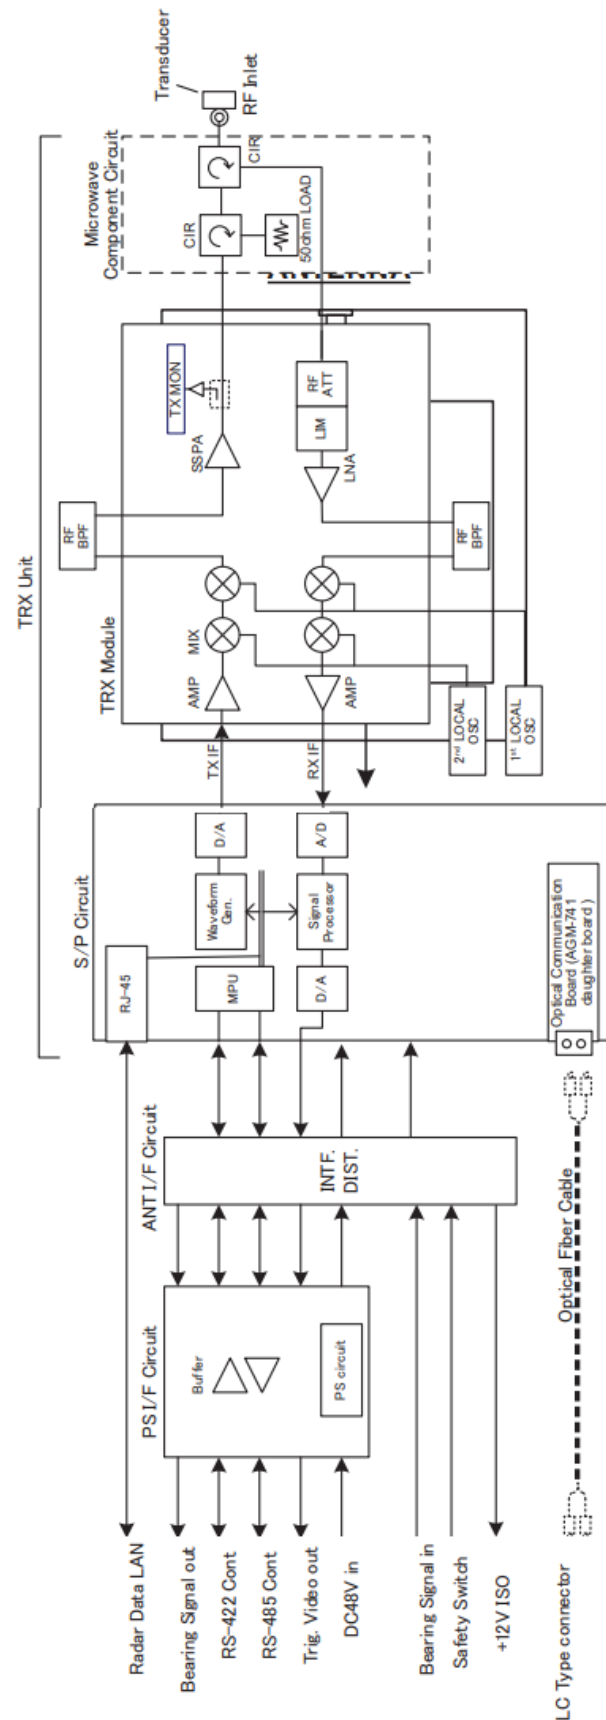 TRX Unit
Microwave
Component Circuit
Transducer
RF Inlet
CIR
CIR
50ohm LOAD
TRX Module
RF
BPF
TX MON
SSPA
MIX
AMP
TX IF
RF
ATT
LIM
LNA
RF
BPF
AMP
RX IF
2nd LOCAL
OSC
1st LOCAL
OSC
S/P Circuit
RJ-45
D/A
Waveform
Gen.
MPU
A/D
Signal
Processor
D/A
Optical Communication
Board (AGM-741
daughter board)
ANT I/F Circuit
INTF.
DIST.
PSI/F Circuit
Buffer
PS circuit
Radar Data LAN
Bearing Signal out
RS-422 Cont
RS-485 Cont
Trig. Video out
DC48V in
Bearing Signal in
Safety Switch
+12V ISO
LC Type connector
Optical Fiber Cable